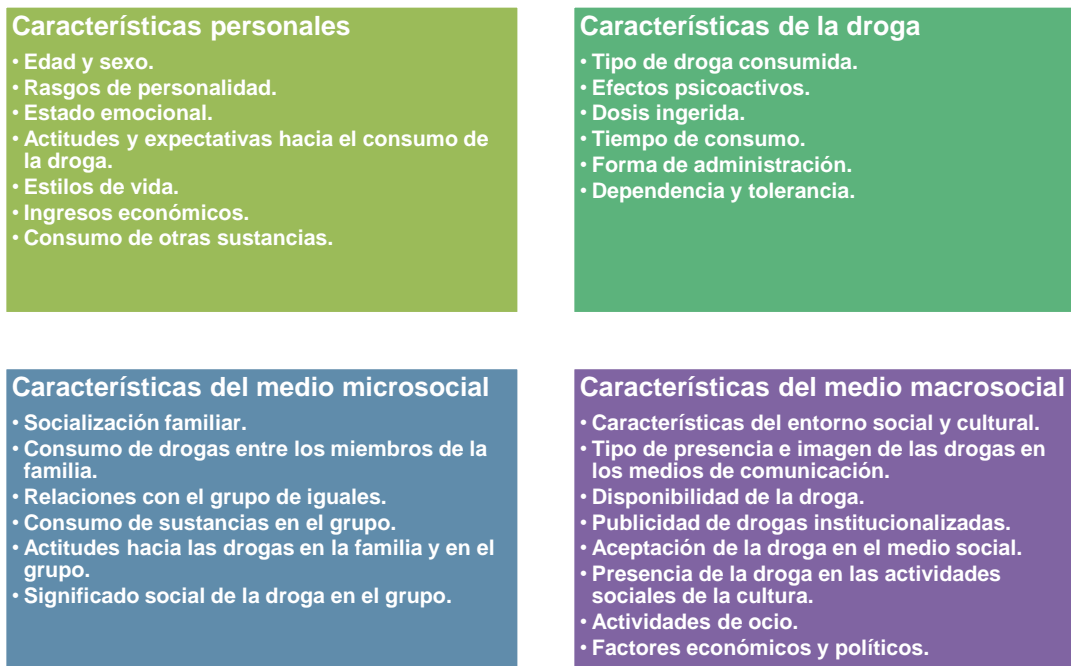 Características personales
• Edad y sexo.
• Rasgos de personalidad.
• Estado emocional.
• Actitudes y expectativas hacia el consumo de
la droga.
• Estilos de vida.
• Ingresos económicos.
• Consumo de otras sustancias.
Características de la droga
• Tipo de droga consumida.
• Efectos psicoactivos.
• Dosis ingerida.
• Tiempo de consumo.
• Forma de administración.
• Dependencia y tolerancia.
Características del medio microsocial
• Socialización familiar.
• Consumo de drogas entre los miembros de la
familia.
• Relaciones con el grupo de iguales.
• Consumo de sustancias en el grupo.
• Actitudes hacia las drogas en la familia y en el
grupo.
• Significado social de la droga en el grupo.
Características del medio macrosocial
• Características del entorno social y cultural.
• Tipo de presencia e imagen de las drogas en
los medios de comunicación.
• Disponibilidad de la droga.
• Publicidad de drogas institucionalizadas.
• Aceptación de la droga en el medio social.
• Presencia de la droga en las actividades
sociales de la cultura.
• Actividades de ocio.
• Factores económicos y políticos.